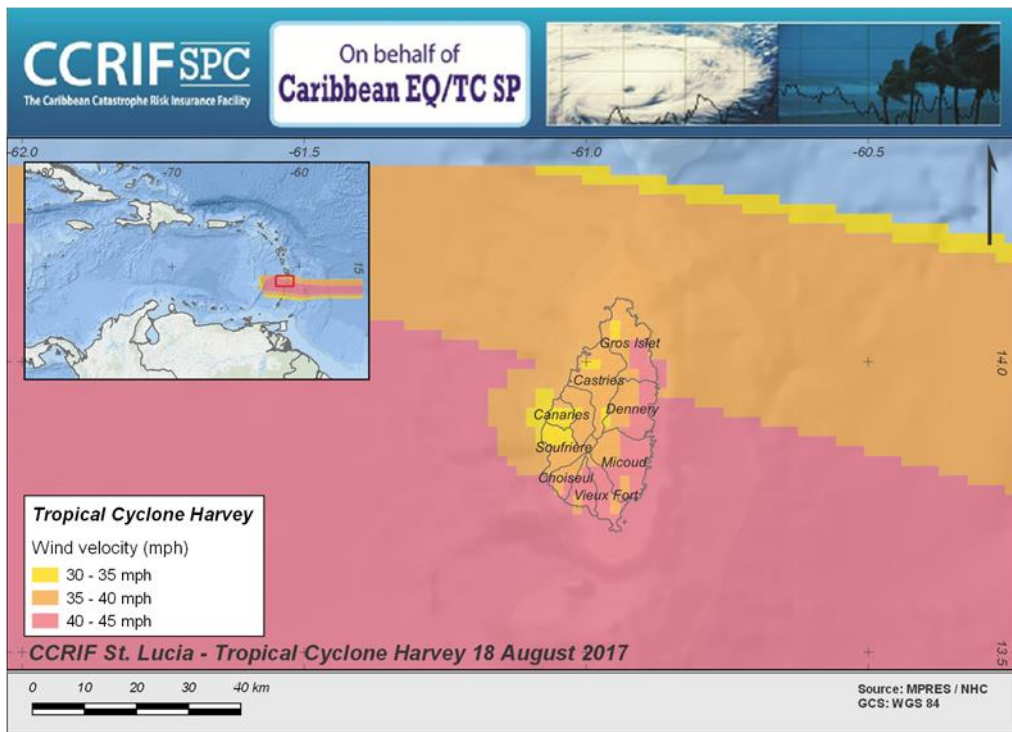 CCRIF SPC
The Caribbean Catastrophe Risk Insurance Facility
On behalf of
Caribbean EQ/TC SP
-62.0
-61.5
-61.0
-60.5
-80
-70
-60
15
Gros Islet
14.0
Castries
Canaries
Dennery
Soufrière
Micoud
Choiseul
Vieux Fort
Tropical Cyclone Harvey
Wind velocity (mph)
30 - 35 mph
35 - 40 mph
40 - 45 mph
CCRIF St. Lucia - Tropical Cyclone Harvey 18 August 2017
13.5
0 10 20 30 40 km
Source: MPRES / NHC
GCS: WGS 84